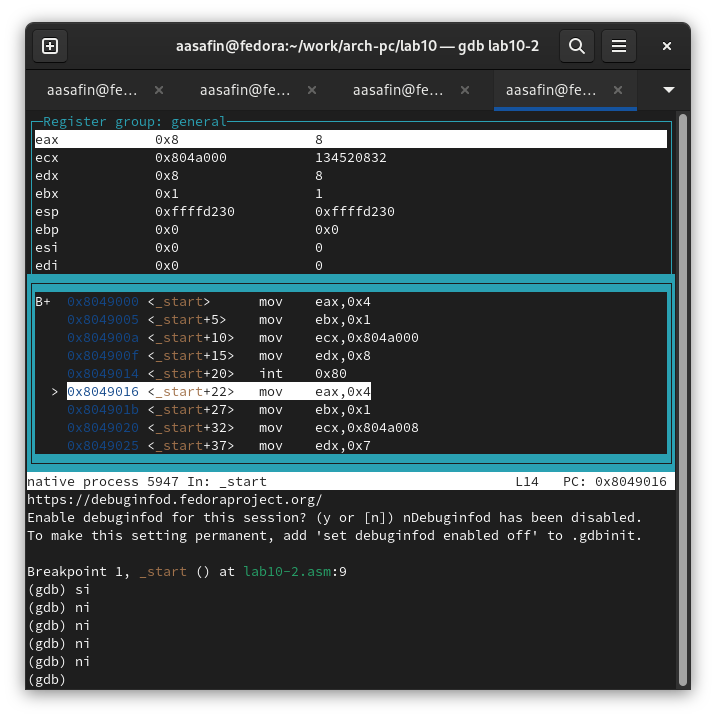 aasafin@fedora:~/work/arch-pc/lab10 — gdb lab10-2
aasafin@fe... aasafin@fe... aasafin@fe... aasafin@fe...
Register group: general
eax 0x8 8
ecx 0x804a000 134520832
edx 0x8 8
ebx 0x1 1
esp 0xffffd230 0xffffd230
ebp 0x0 0x0
esi 0x0 0
edi 0x0 0
B+ 0x8049000 <_start> mov eax,0x4
0x8049005 <_start+5> mov ebx,0x1
0x804900a <_start+10> mov ecx,0x804a000
0x804900f <_start+15> mov edx,0x8
0x8049014 <_start+20> int 0x80
> 0x8049016 <_start+22> mov eax,0x4
0x804901b <_start+27> mov ebx,0x1
0x8049020 <_start+32> mov ecx,0x804a008
0x8049025 <_start+37> mov edx,0x7
native process 5947 In: _start L14 PC: 0x8049016
https://debuginfod.fedoraproject.org/
Enable debuginfod for this session? (y or [n]) nDebuginfod has been disabled.
To make this setting permanent, add 'set debuginfod enabled off' to .gdbinit.
Breakpoint 1, _start () at lab10-2.asm:9
(gdb) si
(gdb) ni
(gdb) ni
(gdb) ni
(gdb) ni
(gdb)